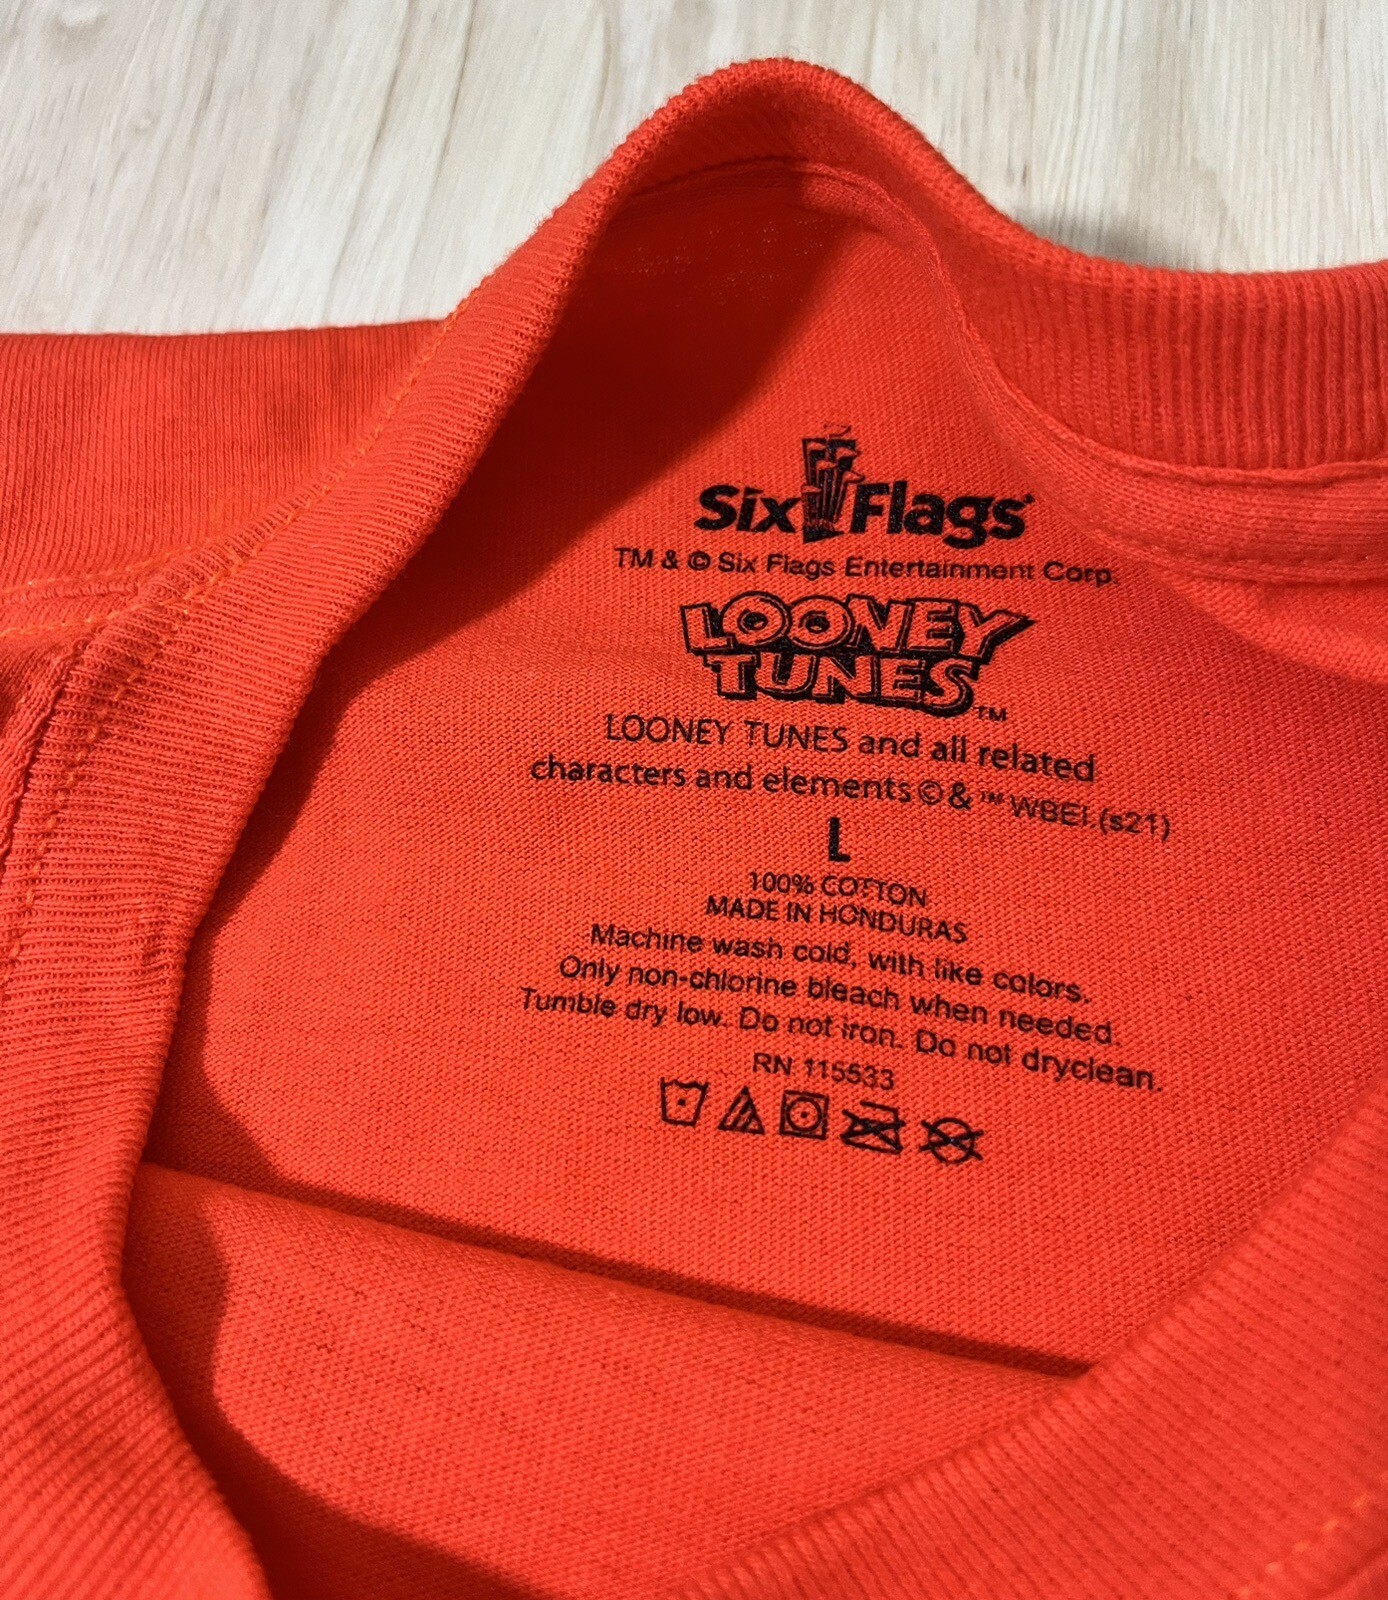 Six Flags
TM & © Six Flags Entertainment Corp.
LOONEY
TUNES™
LOONEY TUNES and all related
characters and elements © & ™ WBEI. (s21)
L
100% COTTON
MADE IN HONDURAS
Machine wash cold, with like colors.
Only non-chlorine bleach when needed.
Tumble dry low. Do not iron. Do not dryclean.
RN 115533